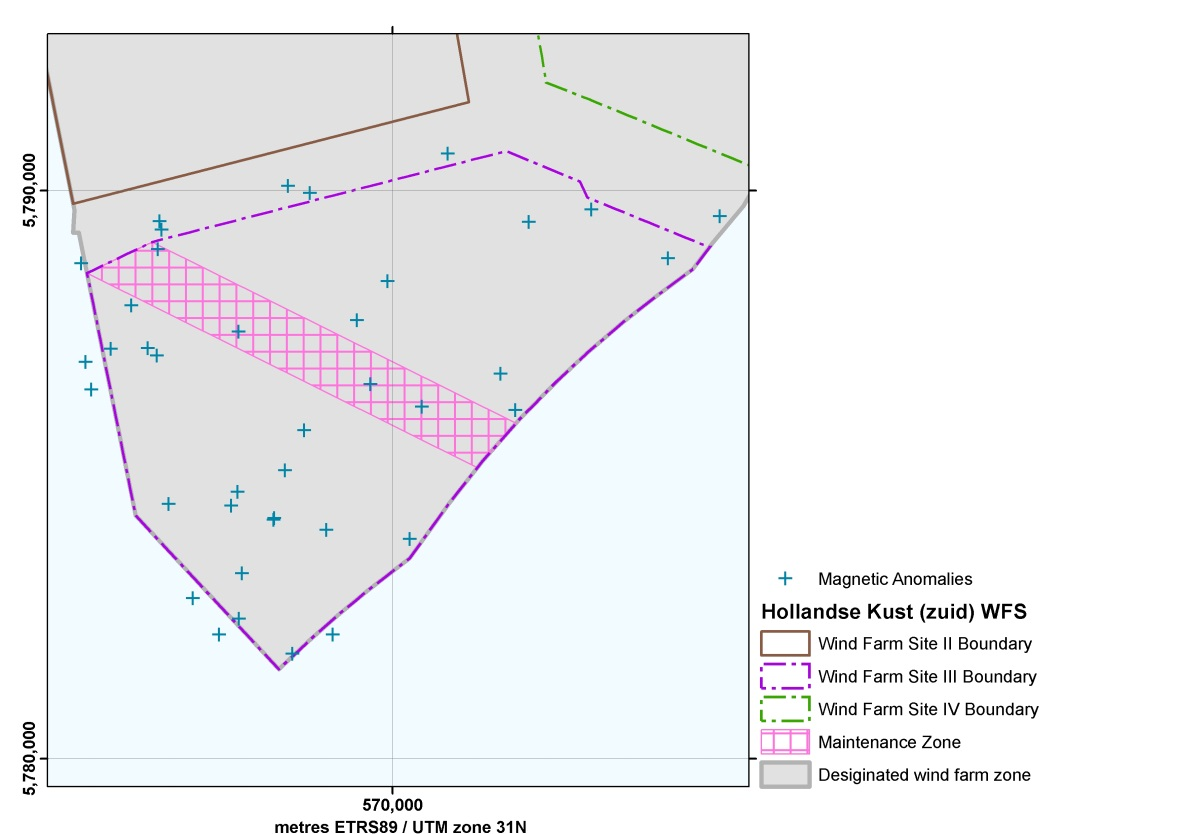 5,790,000
5,780,000
570,000
metres ETRS89 / UTM zone 31N
Magnetic Anomalies
Hollandse Kust (zuid) WFS
Wind Farm Site II Boundary
Wind Farm Site III Boundary
Wind Farm Site IV Boundary
Maintenance Zone
Desiginated wind farm zone